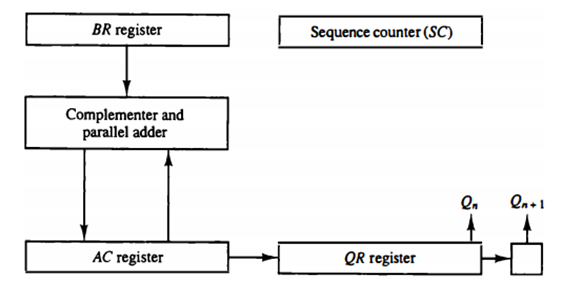 BR register
Sequence counter (SC)
Complementer and
parallel adder
Qn
Qn + 1
AC register
QR register